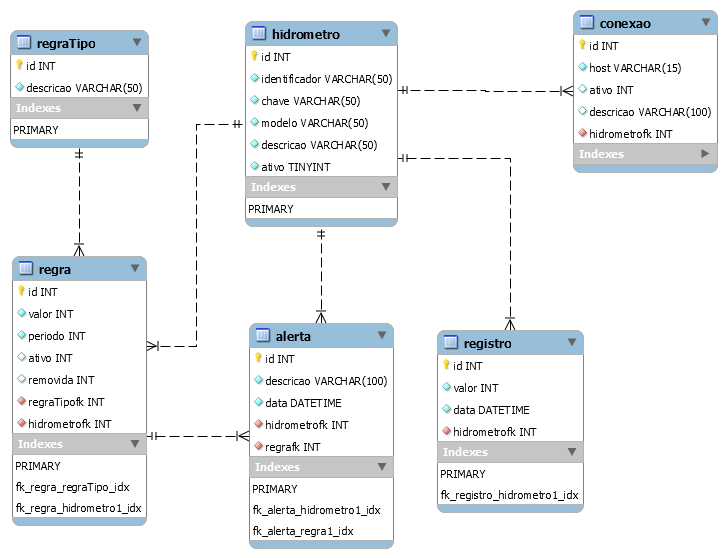 regraTipo
id INT
descricao VARCHAR(50)
Indexes
PRIMARY
hidrometro
id INT
identificador VARCHAR(50)
chave VARCHAR(50)
modelo VARCHAR(50)
descricao VARCHAR(50)
ativo TINYINT
Indexes
PRIMARY
conexao
id INT
host VARCHAR(15)
ativo INT
descricao VARCHAR(100)
hidrometrofk INT
Indexes
regra
id INT
valor INT
periodo INT
ativo INT
removida INT
regraTipofk INT
hidrometrofk INT
Indexes
PRIMARY
fk_regra_regraTipo_idx
fk_regra_hidrometro1_idx
alerta
id INT
descricao VARCHAR(100)
data DATETIME
hidrometrofk INT
regrafk INT
Indexes
PRIMARY
fk_alerta_hidrometro1_idx
fk_alerta_regra1_idx
registro
id INT
valor INT
data DATETIME
hidrometrofk INT
Indexes
PRIMARY
fk_registro_hidrometro1_idx